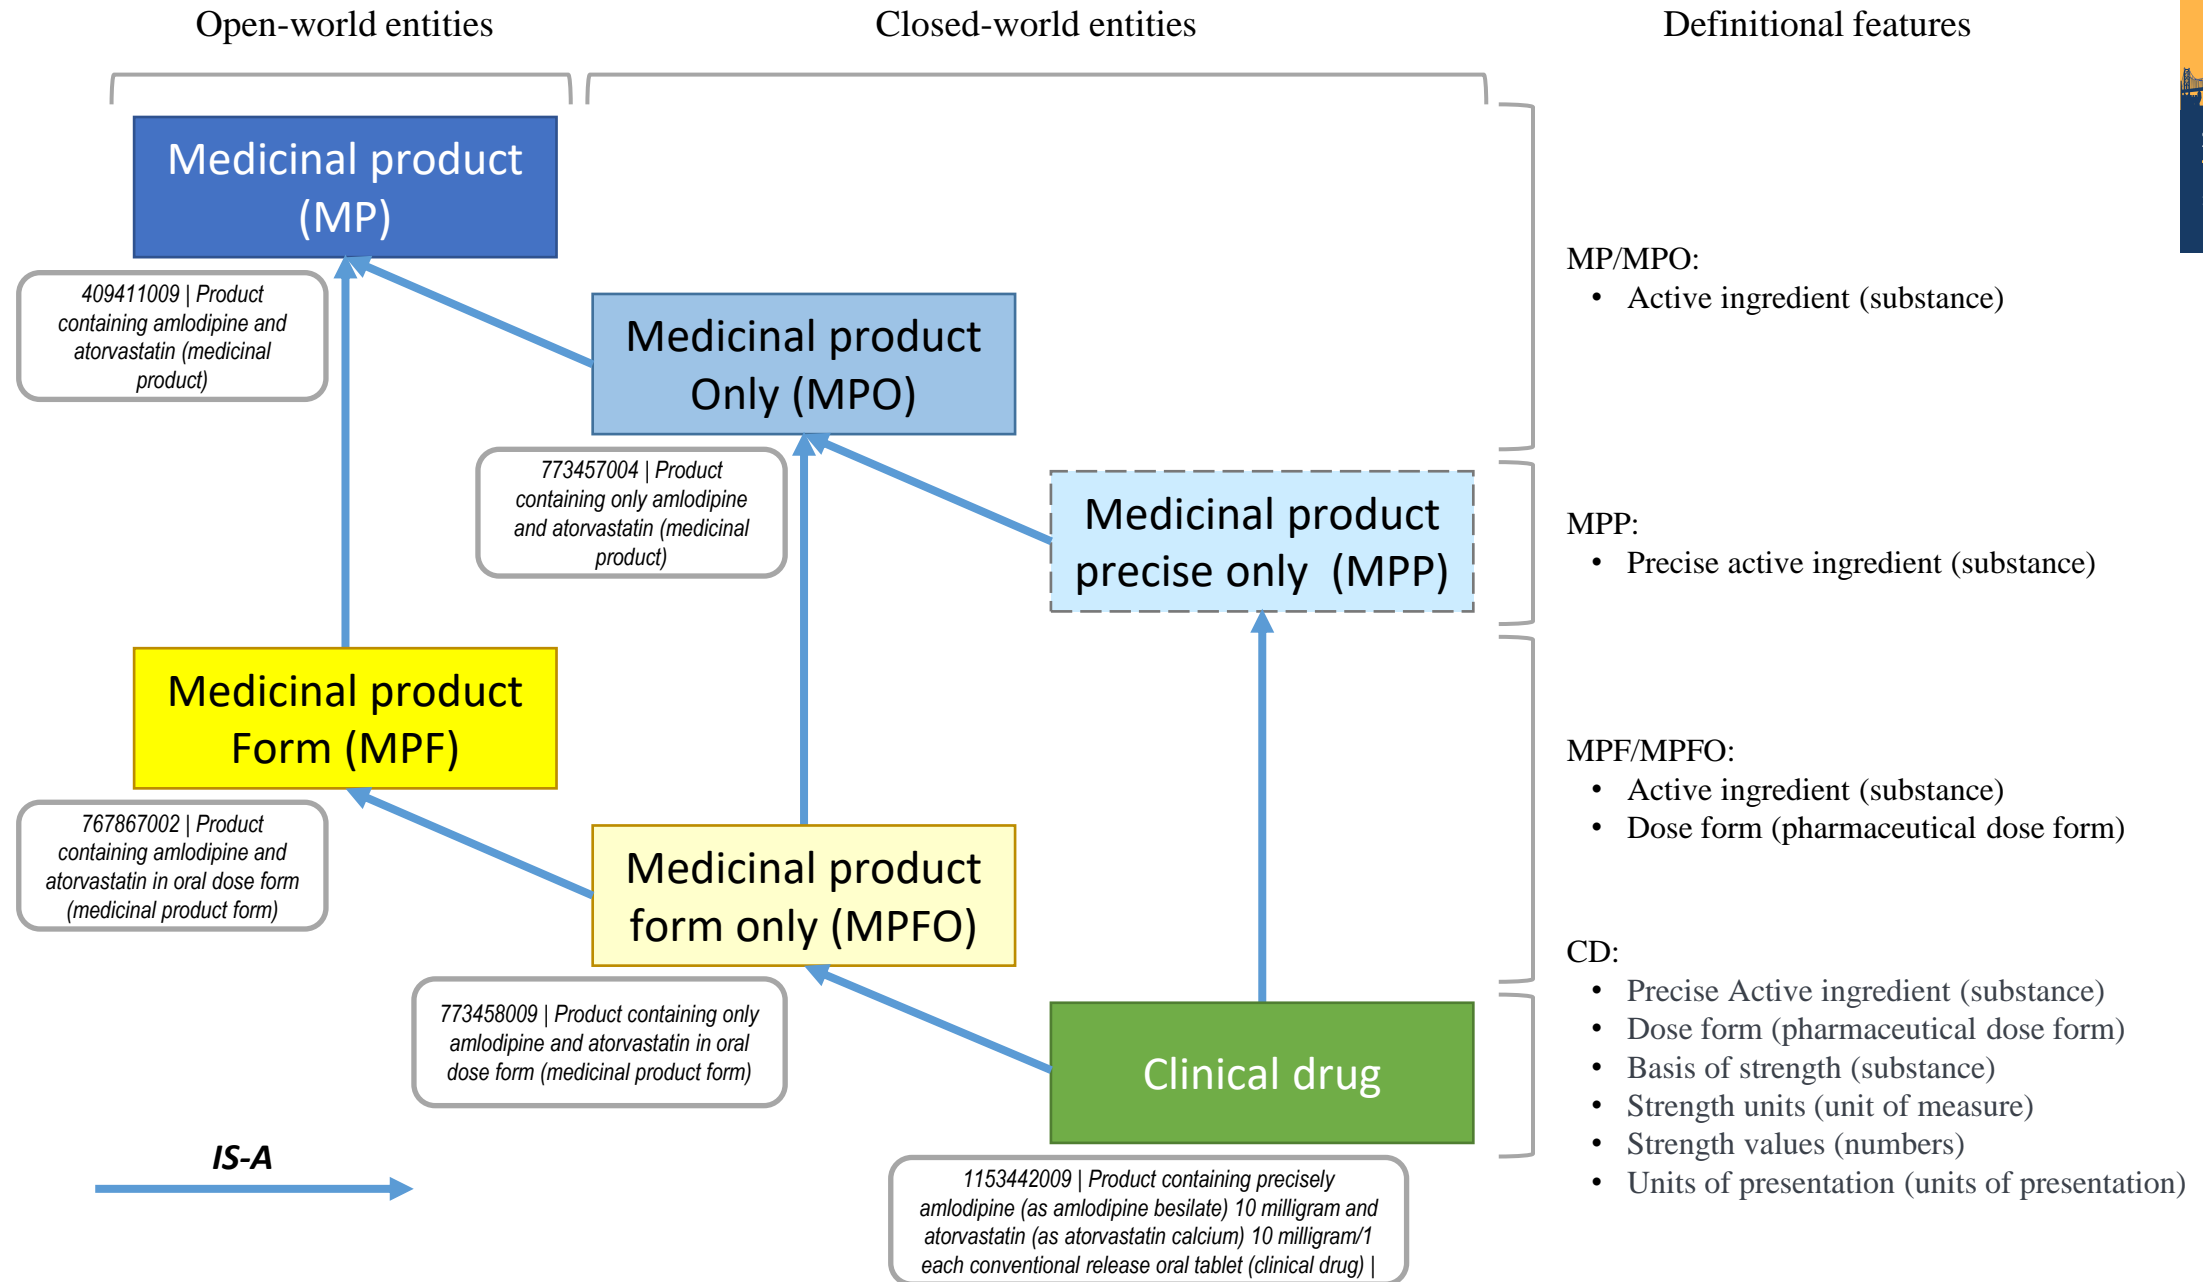 Open-world entities
Closed-world entities
Definitional features
Medicinal product
(MP)
409411009 | Product
containing amlodipine and
atorvastatin (medicinal
product)
Medicinal product
Only (MPO)
773457004 | Product
containing only amlodipine
and atorvastatin (medicinal
product)
Medicinal product
precise only (MPP)
Medicinal product
Form (MPF)
767867002 | Product
containing amlodipine and
atorvastatin in oral dose form
(medicinal product form)
Medicinal product
form only (MPFO)
773458009 | Product containing only
amlodipine and atorvastatin in oral
dose form (medicinal product form)
Clinical drug
1153442009 | Product containing precisely
amlodipine (as amlodipine besilate) 10 milligram and
atorvastatin (as atorvastatin calcium) 10 milligram/1
each conventional release oral tablet (clinical drug) |
IS-A
MP/MPO:
• Active ingredient (substance)
MPP:
• Precise active ingredient (substance)
MPF/MPFO:
• Active ingredient (substance)
• Dose form (pharmaceutical dose form)
CD:
• Precise Active ingredient (substance)
• Dose form (pharmaceutical dose form)
• Basis of strength (substance)
• Strength units (unit of measure)
• Strength values (numbers)
• Units of presentation (units of presentation)